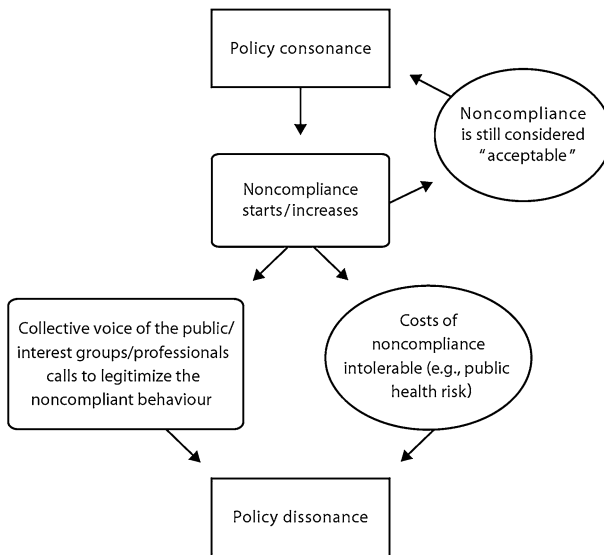 Policy consonance
Noncompliance
is still considered
“acceptable”
Noncompliance
starts/increases
Collective voice of the public/
interest groups/professionals
calls to legitimize the
noncompliant behaviour
Costs of
noncompliance
intolerable (e.g., public
health risk)
Policy dissonance